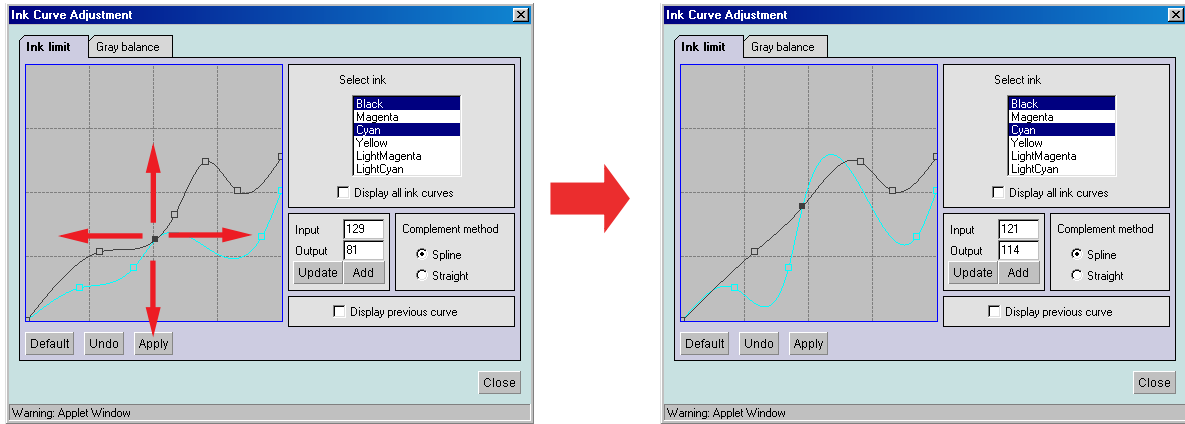 Ink Curve Adjustment
Ink limit
Gray balance
Select ink
Black
Magenta
Cyan
Yellow
LightMagenta
LightCyan
Display all ink curves
Input 129
Output 81
Update Add
Complement method
Spline
Straight
Display previous curve
Default Undo Apply
Close
Warning: Applet Window
Ink Curve Adjustment
Ink limit
Gray balance
Select ink
Black
Magenta
Cyan
Yellow
LightMagenta
LightCyan
Display all ink curves
Input 121
Output 114
Update Add
Complement method
Spline
Straight
Display previous curve
Default Undo Apply
Close
Warning: Applet Window